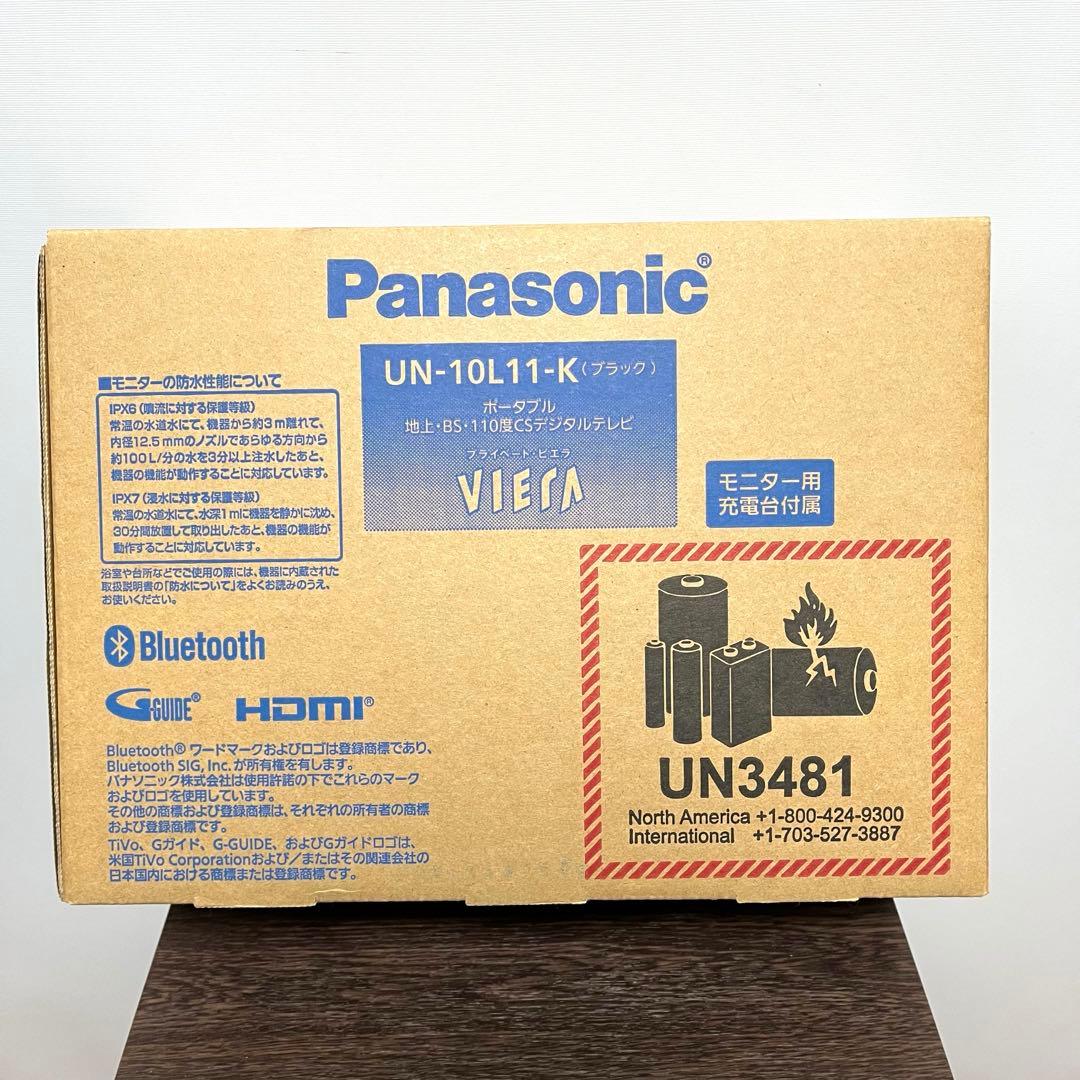 Panasonic®
UN-10L11-K（ブラック）
ポータブル
地上・BS・110度CSデジタルテレビ
プライベート・ビエラ
VIERA
モニター用
充電台付属
■モニターの防水性能について
IPX6（噴流に対する保護等級）
常温の水道水にて、機器から約3m離れて、
内径12.5mmのノズルであらゆる方向から
約100L/分の水を3分以上注水したあと、
機器の機能が動作することに対応しています。
IPX7（浸水に対する保護等級）
常温の水道水にて、水深1mに機器を静かに沈め、
30分間放置して取り出したあと、機器の機能が
動作することに対応しています。
浴室や台所などでご使用の際には、機器に内蔵された
取扱説明書の「防水について」をよくお読みのうえ、
お使いください。
Bluetooth
G-GUIDE® HDMI®
Bluetooth® ワードマークおよびロゴは登録商標であり、
Bluetooth SIG, Inc. が所有権を有します。
パナソニック株式会社は使用許諾の下でこれらのマーク
およびロゴを使用しています。
その他の商標および登録商標は、それぞれの所有者の商標
および登録商標です。
TiVo、Gガイド、G-GUIDE、およびGガイドロゴは、
米国TiVo Corporationおよび／またはその関連会社の
日本国内における商標または登録商標です。
UN3481
North America +1-800-424-9300
International +1-703-527-3887